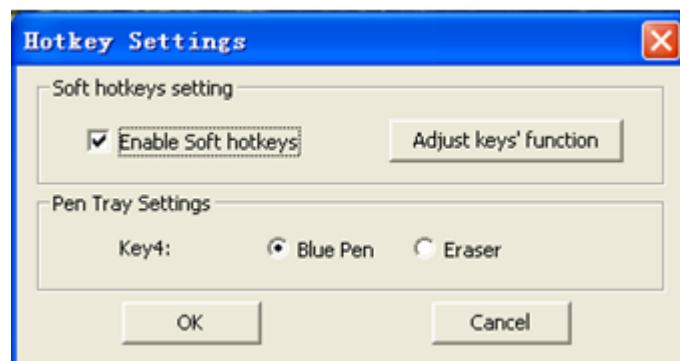 Hotkey Settings
Soft hotkeys setting
Enable Soft hotkeys Adjust keys' function
Pen Tray Settings
Key4: Blue Pen Eraser
OK Cancel